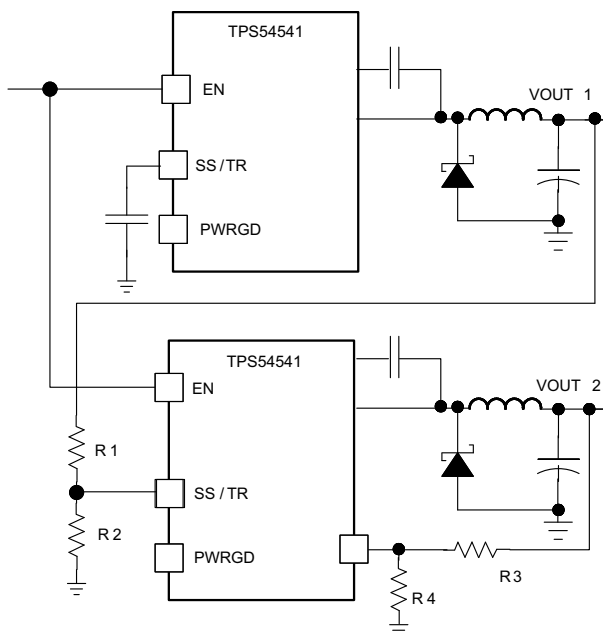 TPS54541
EN
VOUT 1
SS/TR
PWRGD
TPS54541
EN
VOUT 2
R1
SS / TR
R2
PWRGD
R3
R4